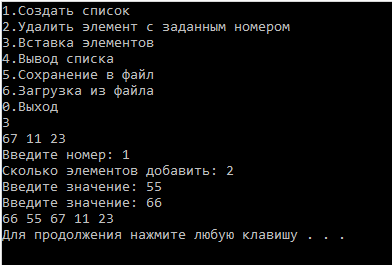 1.Создать список
2.Удалить элемент с заданным номером
3.Вставка элементов
4.Вывод списка
5.Сохранение в файл
6.Загрузка из файла
0.Выход
3
67 11 23
Введите номер: 1
Сколько элементов добавить: 2
Введите значение: 55
Введите значение: 66
66 55 67 11 23
Для продолжения нажмите любую клавишу . . .